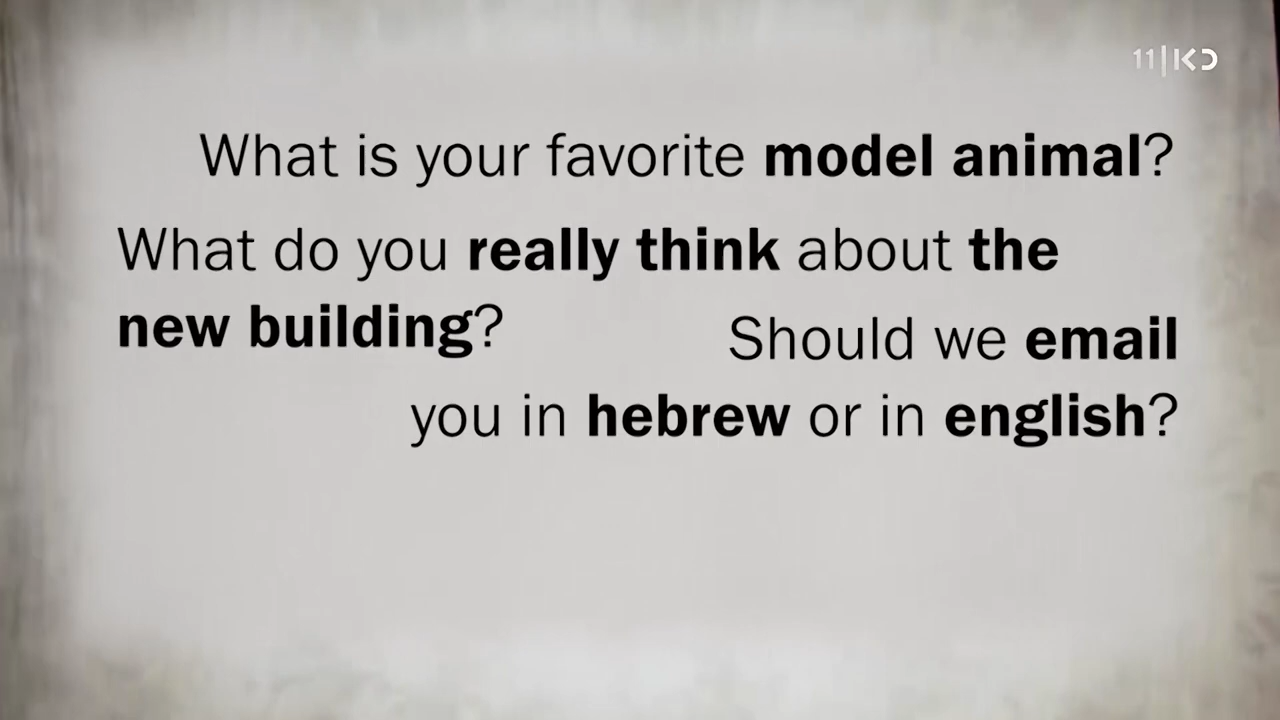 11|כאן
What is your favorite model animal?
What do you really think about the
new building?
Should we email
you in hebrew or in english?